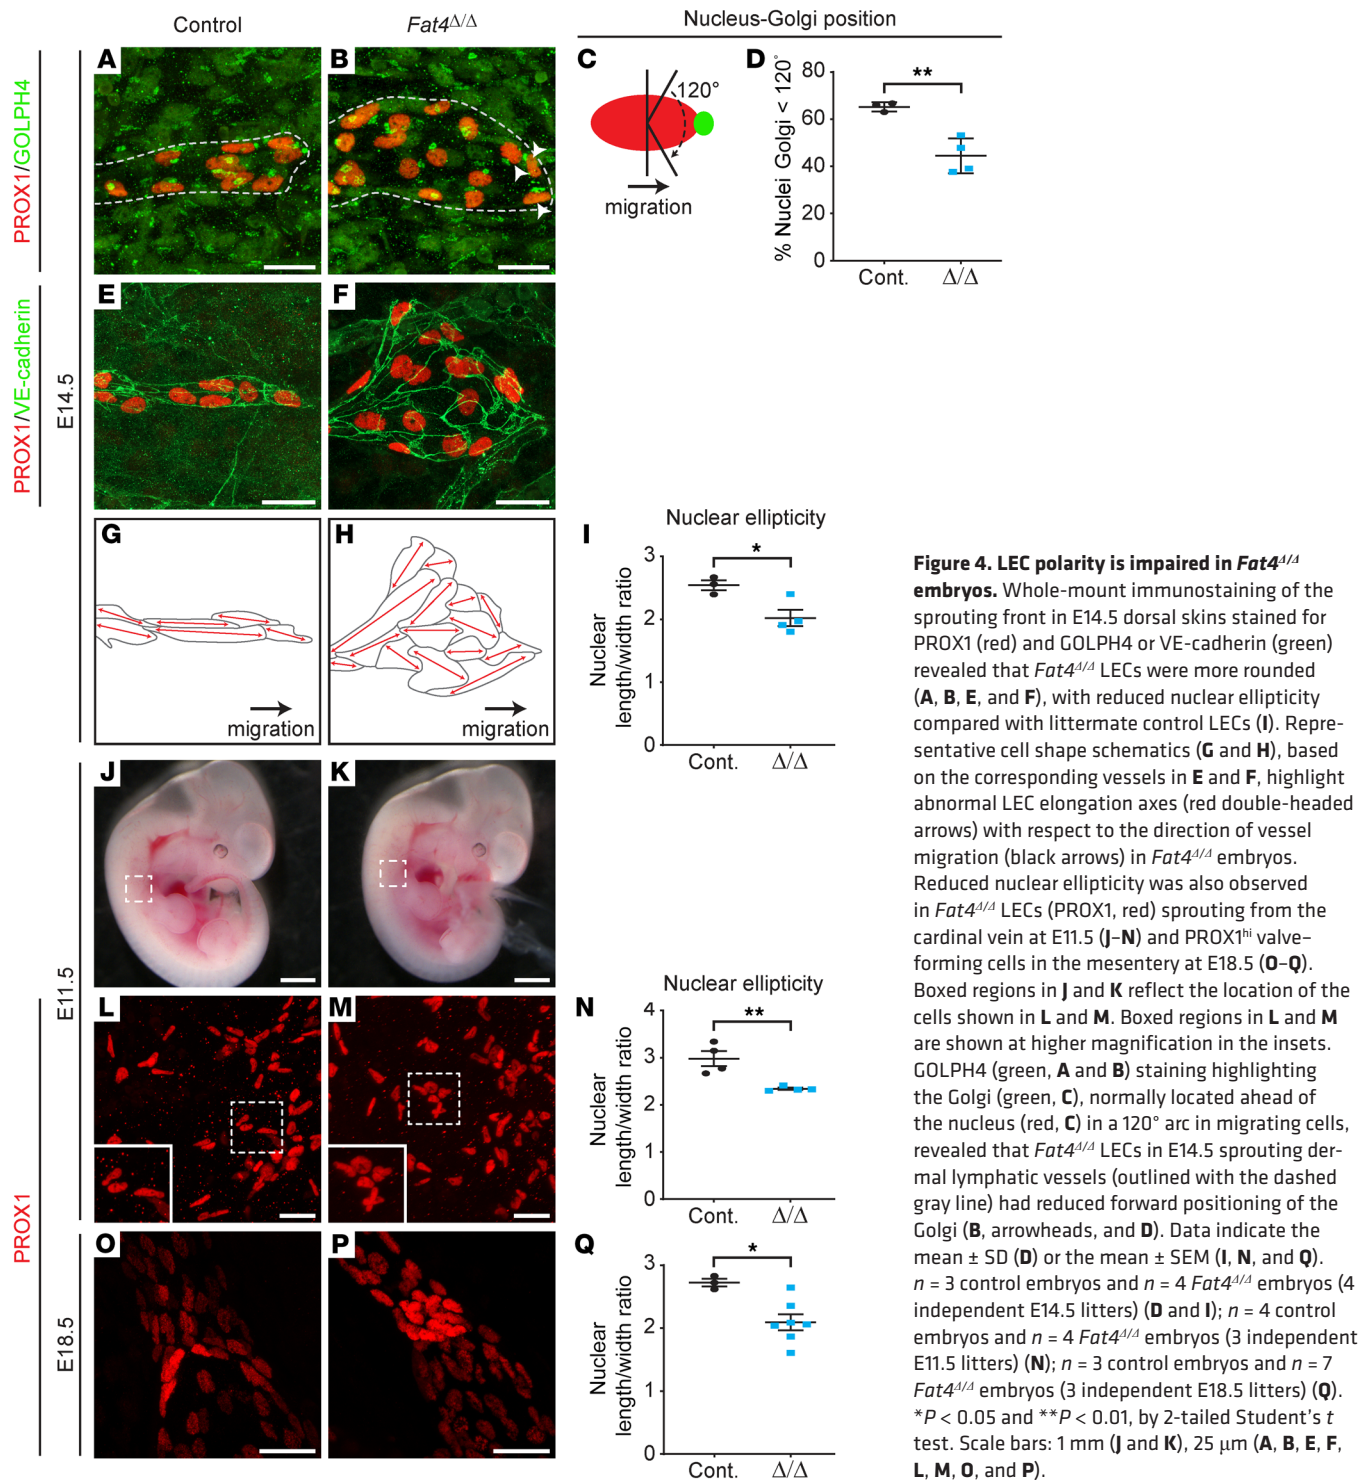 Control
Fat4Δ/Δ
Nucleus-Golgi position
PROX1/GOLPH4
A
B
C
120°
migration
D
% Nuclei Golgi < 120°
80
60
40
20
0
**
Cont.
Δ/Δ
E14.5
PROX1/VE-cadherin
E
F
G
migration
H
migration
I
Nuclear ellipticity
Nuclear
length/width ratio
3
2
1
0
*
Cont.
Δ/Δ
E11.5
J
K
PROX1
L
M
N
Nuclear ellipticity
Nuclear
length/width ratio
4
3
2
1
0
**
Cont.
Δ/Δ
E18.5
O
P
Q
Nuclear
length/width ratio
3
2
1
0
*
Cont.
Δ/Δ
Figure 4. LEC polarity is impaired in Fat4Δ/Δ
embryos. Whole-mount immunostaining of the
sprouting front in E14.5 dorsal skins stained for
PROX1 (red) and GOLPH4 or VE-cadherin (green)
revealed that Fat4Δ/Δ LECs were more rounded
(A, B, E, and F), with reduced nuclear ellipticity
compared with littermate control LECs (I). Repre-
sentative cell shape schematics (G and H), based
on the corresponding vessels in E and F, highlight
abnormal LEC elongation axes (red double-headed
arrows) with respect to the direction of vessel
migration (black arrows) in Fat4Δ/Δ embryos.
Reduced nuclear ellipticity was also observed
in Fat4Δ/Δ LECs (PROX1, red) sprouting from the
cardinal vein at E11.5 (J–N) and PROX1hi valve–
forming cells in the mesentery at E18.5 (O–Q).
Boxed regions in J and K reflect the location of the
cells shown in L and M. Boxed regions in L and M
are shown at higher magnification in the insets.
GOLPH4 (green, A and B) staining highlighting
the Golgi (green, C), normally located ahead of
the nucleus (red, C) in a 120° arc in migrating cells,
revealed that Fat4Δ/Δ LECs in E14.5 sprouting der-
mal lymphatic vessels (outlined with the dashed
gray line) had reduced forward positioning of the
Golgi (B, arrowheads, and D). Data indicate the
mean ± SD (D) or the mean ± SEM (I, N, and Q).
n = 3 control embryos and n = 4 Fat4Δ/Δ embryos (4
independent E14.5 litters) (D and I); n = 4 control
embryos and n = 4 Fat4Δ/Δ embryos (3 independent
E11.5 litters) (N); n = 3 control embryos and n = 7
Fat4Δ/Δ embryos (3 independent E18.5 litters) (Q).
*P < 0.05 and **P < 0.01, by 2-tailed Student's t
test. Scale bars: 1 mm (J and K), 25 μm (A, B, E, F,
L, M, O, and P).